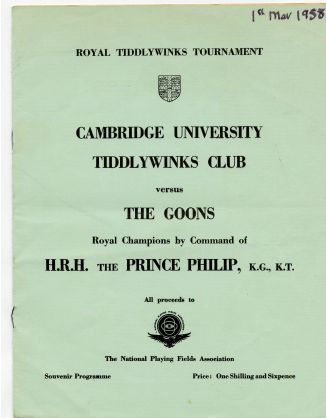 1st Mar 1958
ROYAL TIDDLYWINKS TOURNAMENT
CAMBRIDGE UNIVERSITY
TIDDLYWINKS CLUB
versus
THE GOONS
Royal Champions by Command of
H.R.H. THE PRINCE PHILIP, K.G., K.T.
All proceeds to
The National Playing Fields Association
Souvenir Programme Price: One Shilling and Sixpence